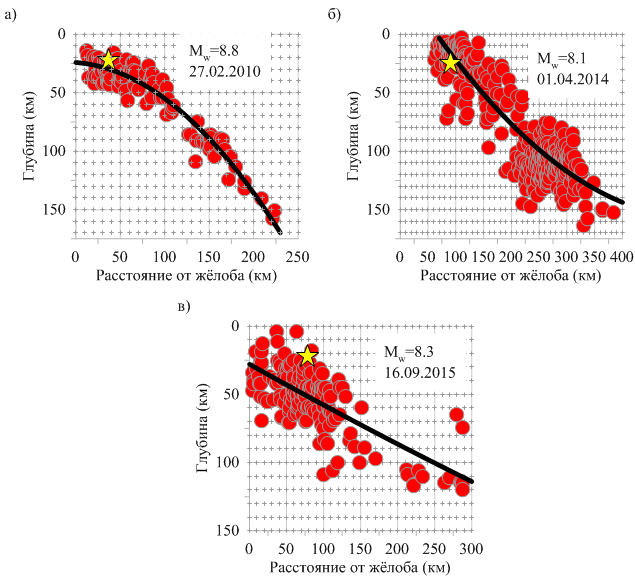 а)
0
50
100
150
Глубина (км)
M_w=8.8
27.02.2010
0 50 100 150 200 250
Расстояние от жёлоба (км)
б)
0
50
100
150
Глубина (км)
M_w=8.1
01.04.2014
0 50 100 150 200 250 300 350 400
Расстояние от жёлоба (км)
в)
0
50
100
150
Глубина (км)
M_w=8.3
16.09.2015
0 50 100 150 200 250 300
Расстояние от жёлоба (км)